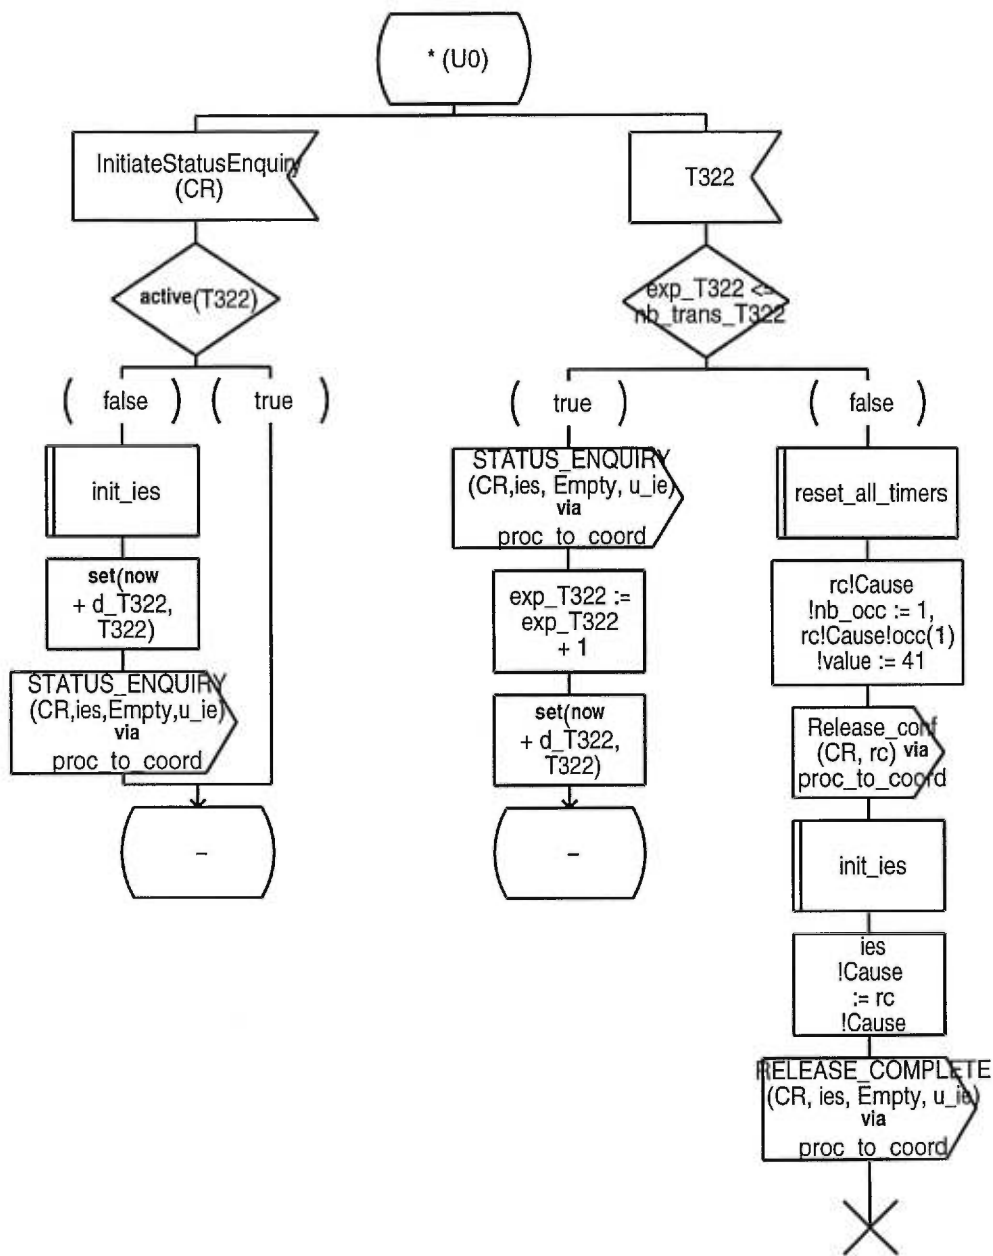 * (U0)
InitiateStatusEnquiry
(CR)
active(T322)
( false )
( true )
init_ies
set(now
+ d_T322,
T322)
STATUS_ENQUIRY
(CR,ies,Empty,u_ie)
via
proc_to_coord
–
T322
exp_T322 <=
nb_trans_T322
( true )
STATUS_ENQUIRY
(CR,ies, Empty, u_ie)
via
proc_to_coord
exp_T322 :=
exp_T322
+ 1
set(now
+ d_T322,
T322)
–
( false )
reset_all_timers
rc!Cause
!nb_occ := 1,
rc!Cause!occ(1)
!value := 41
Release_conf
(CR, rc) via
proc_to_coord
init_ies
ies
!Cause
:= rc
!Cause
RELEASE_COMPLETE
(CR, ies, Empty, u_ie)
via
proc_to_coord